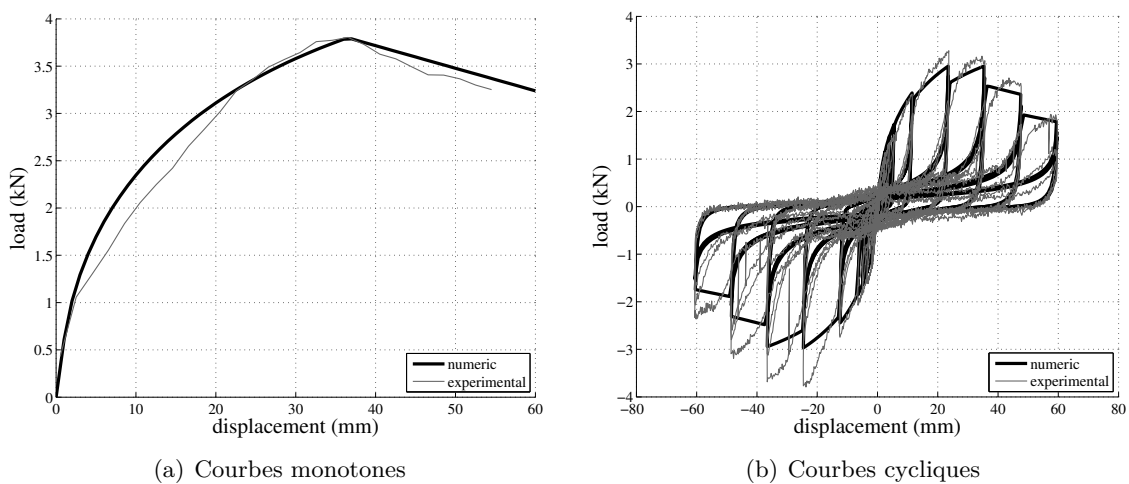 4
3.5
3
2.5
2
1.5
1
0.5
0
0 10 20 30 40 50 60
load (kN)
displacement (mm)
numeric
experimental
(a) Courbes monotones
4
3
2
1
0
−1
−2
−3
−4
−80 −60 −40 −20 0 20 40 60 80
load (kN)
displacement (mm)
numeric
experimental
(b) Courbes cycliques